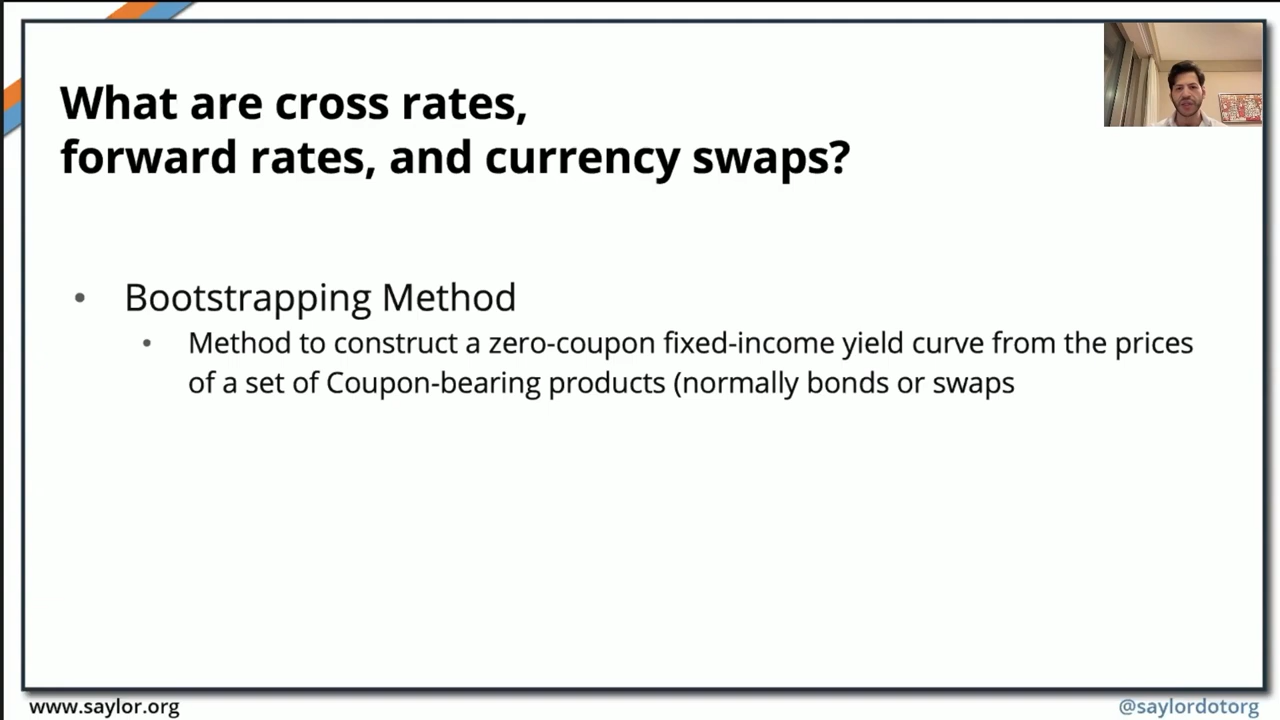 What are cross rates,
forward rates, and currency swaps?
• Bootstrapping Method
• Method to construct a zero-coupon fixed-income yield curve from the prices
of a set of Coupon-bearing products (normally bonds or swaps
www.saylor.org
@saylordotorg